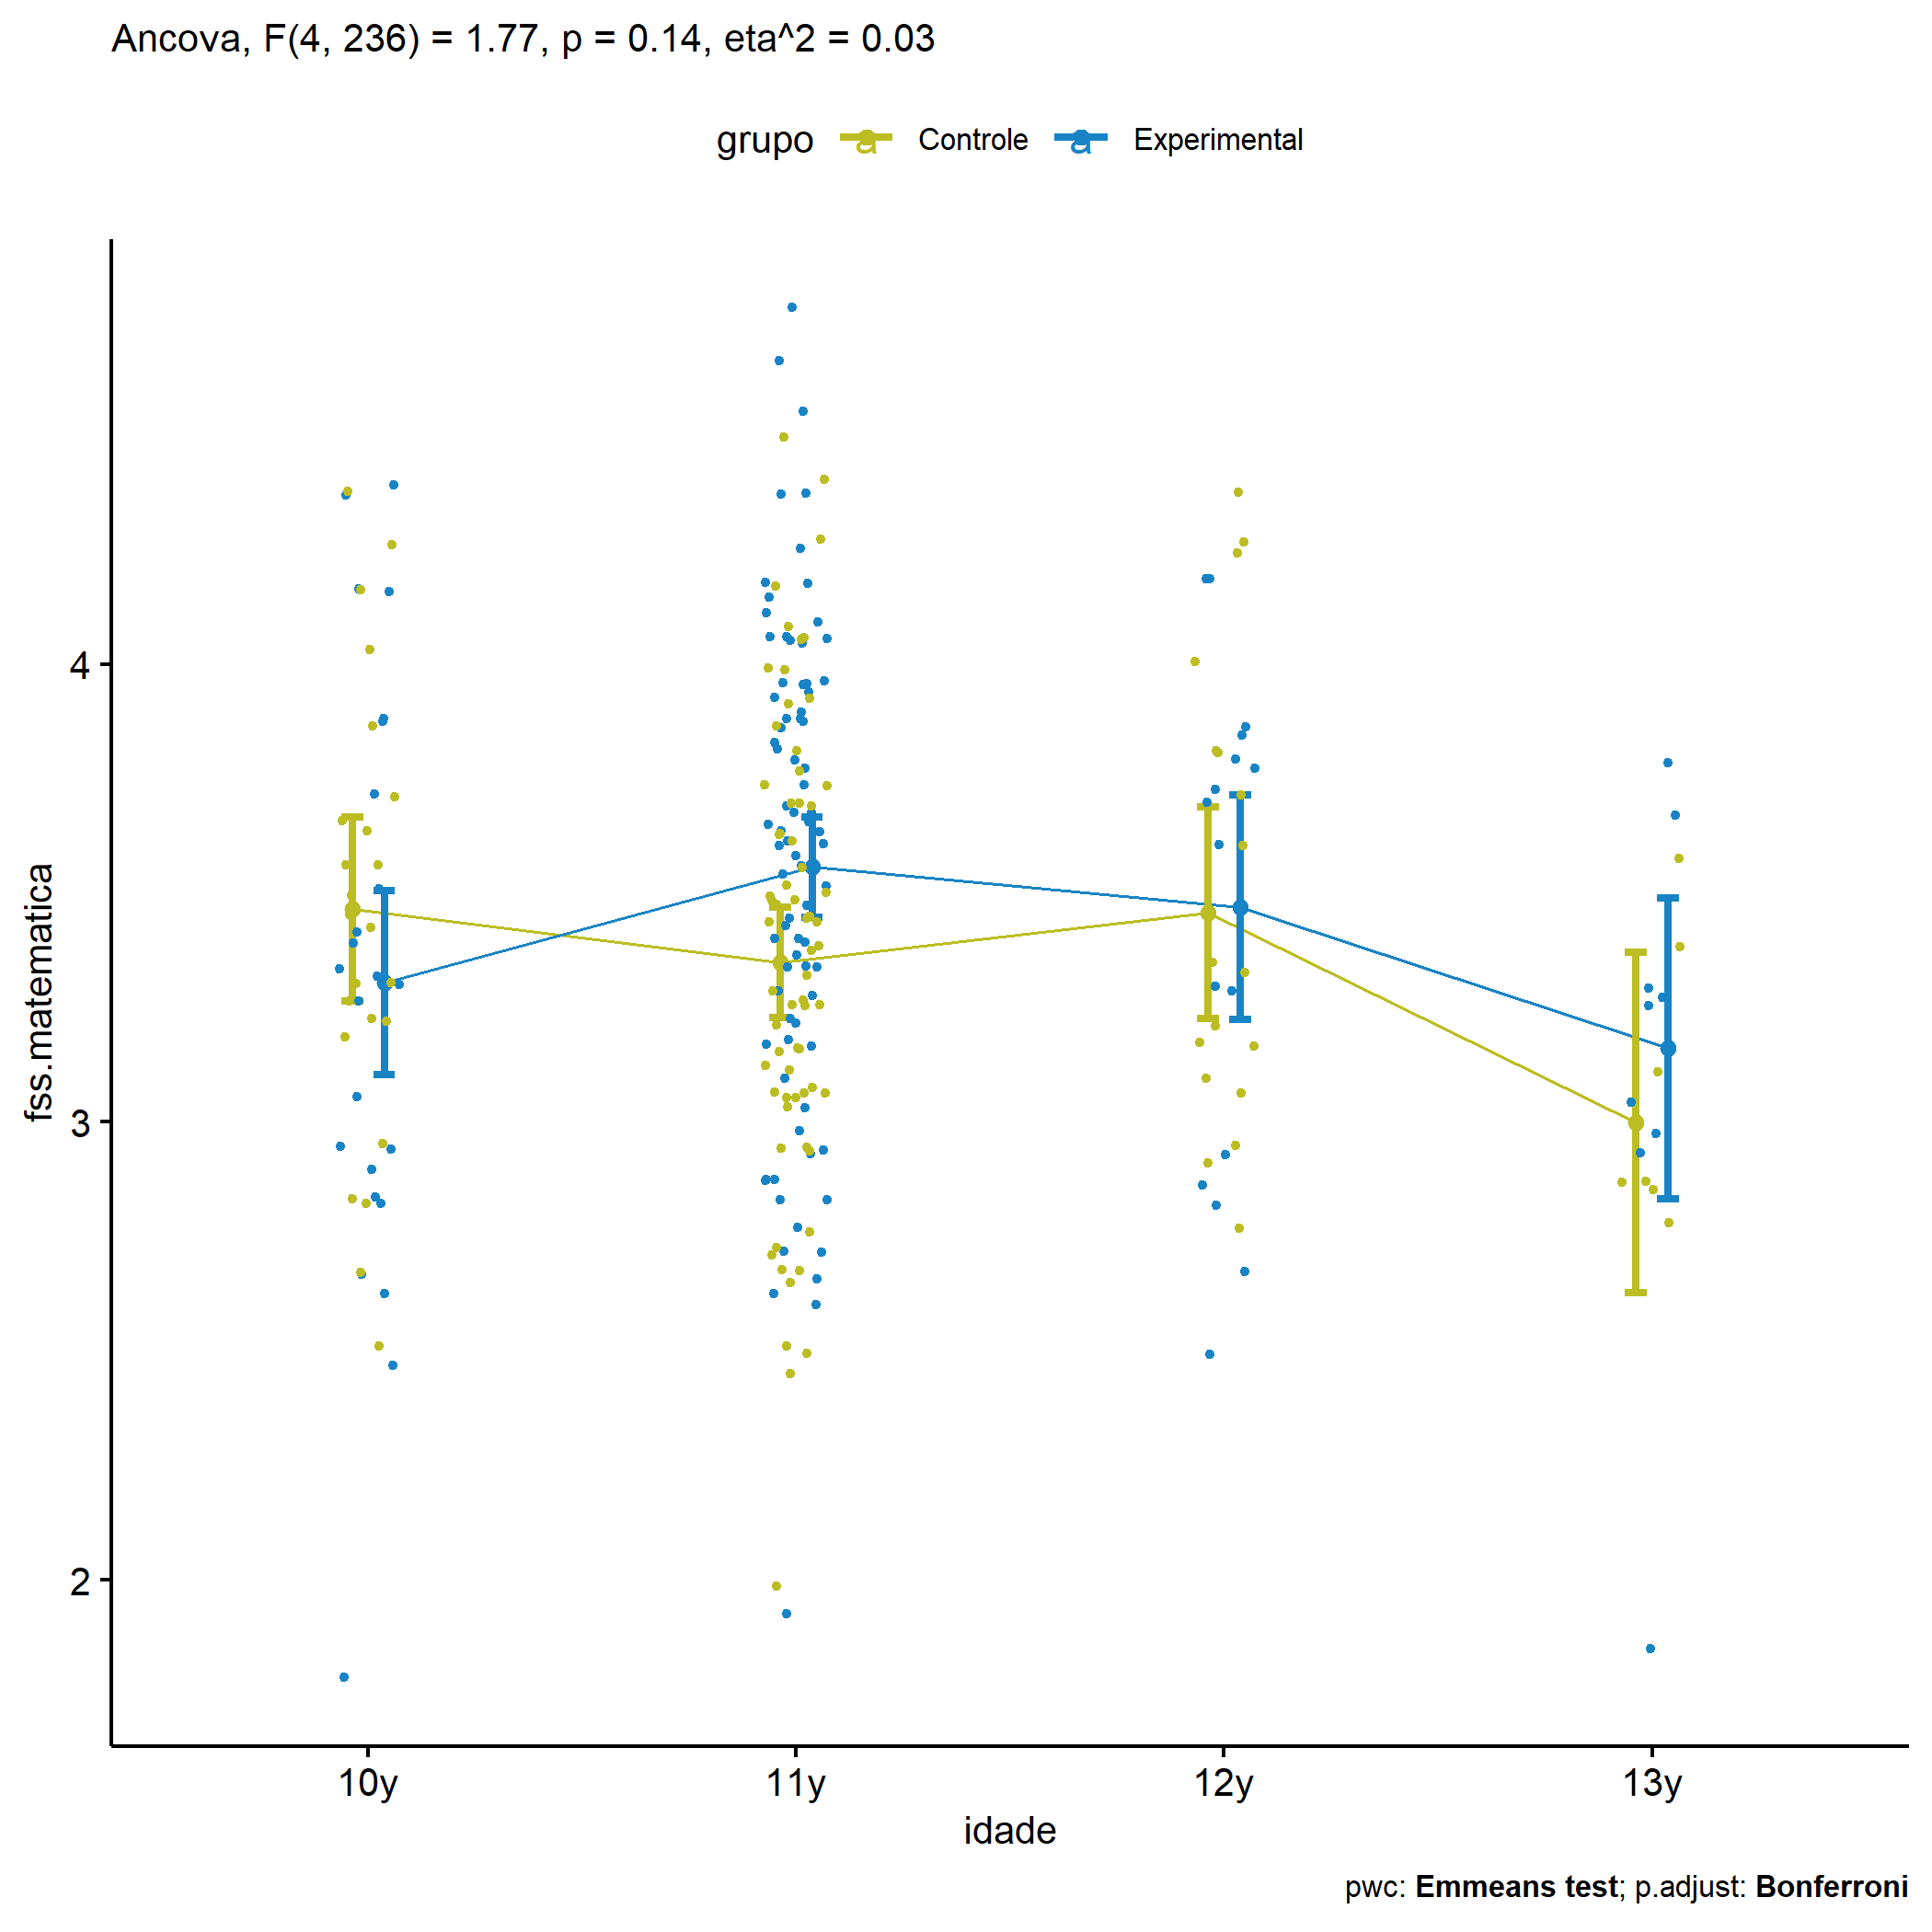 Ancova, F(4, 236) = 1.77, p = 0.14, eta^2 = 0.03
grupo a Controle a Experimental
fss.matematica
4
3
2
10y 11y 12y 13y
idade
pwc: Emmeans test; p.adjust: Bonferroni